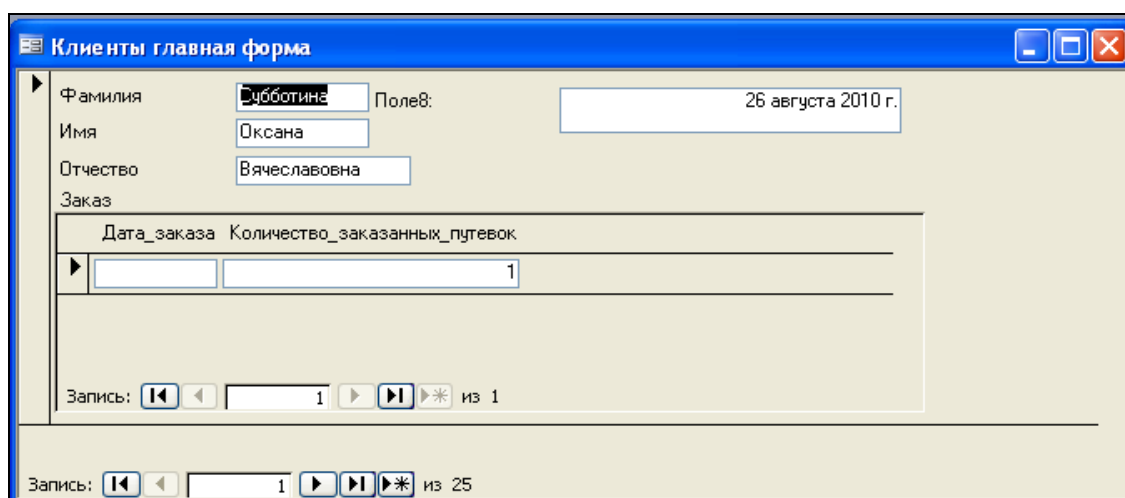 Клиенты главная форма
Фамилия Субботина Поле8: 26 августа 2010 г.
Имя Оксана
Отчество Вячеславовна
Заказ
Дата_заказа Количество_заказанных_путевок
1
Запись: 1 из 1
Запись: 1 из 25